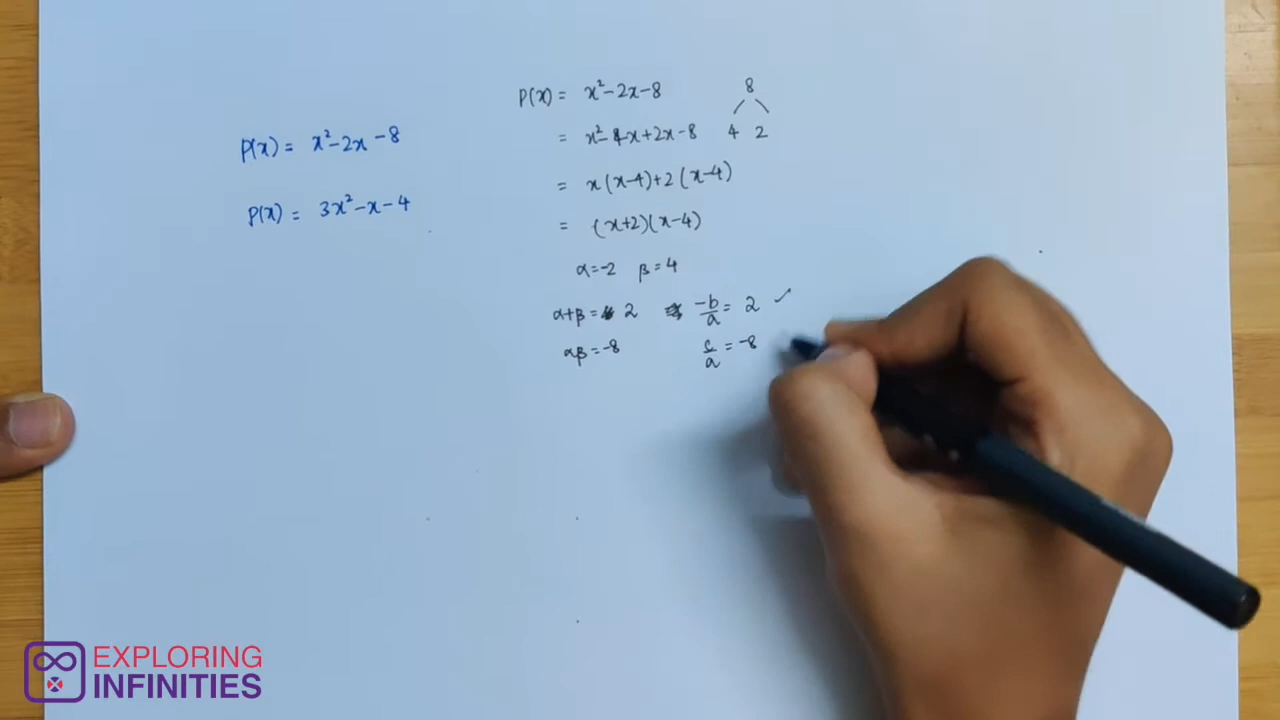 P(x) = x²-2x-8
P(x) = 3x²-x-4
P(x) = x²-2x-8
= x²-4x+2x-8
= x(x-4)+2(x-4)
= (x+2)(x-4)
α=-2 β=4
α+β = 2 -b/a = 2 ✓
αβ = -8 c/a = -8
8
4 2
EXPLORING
INFINITIES